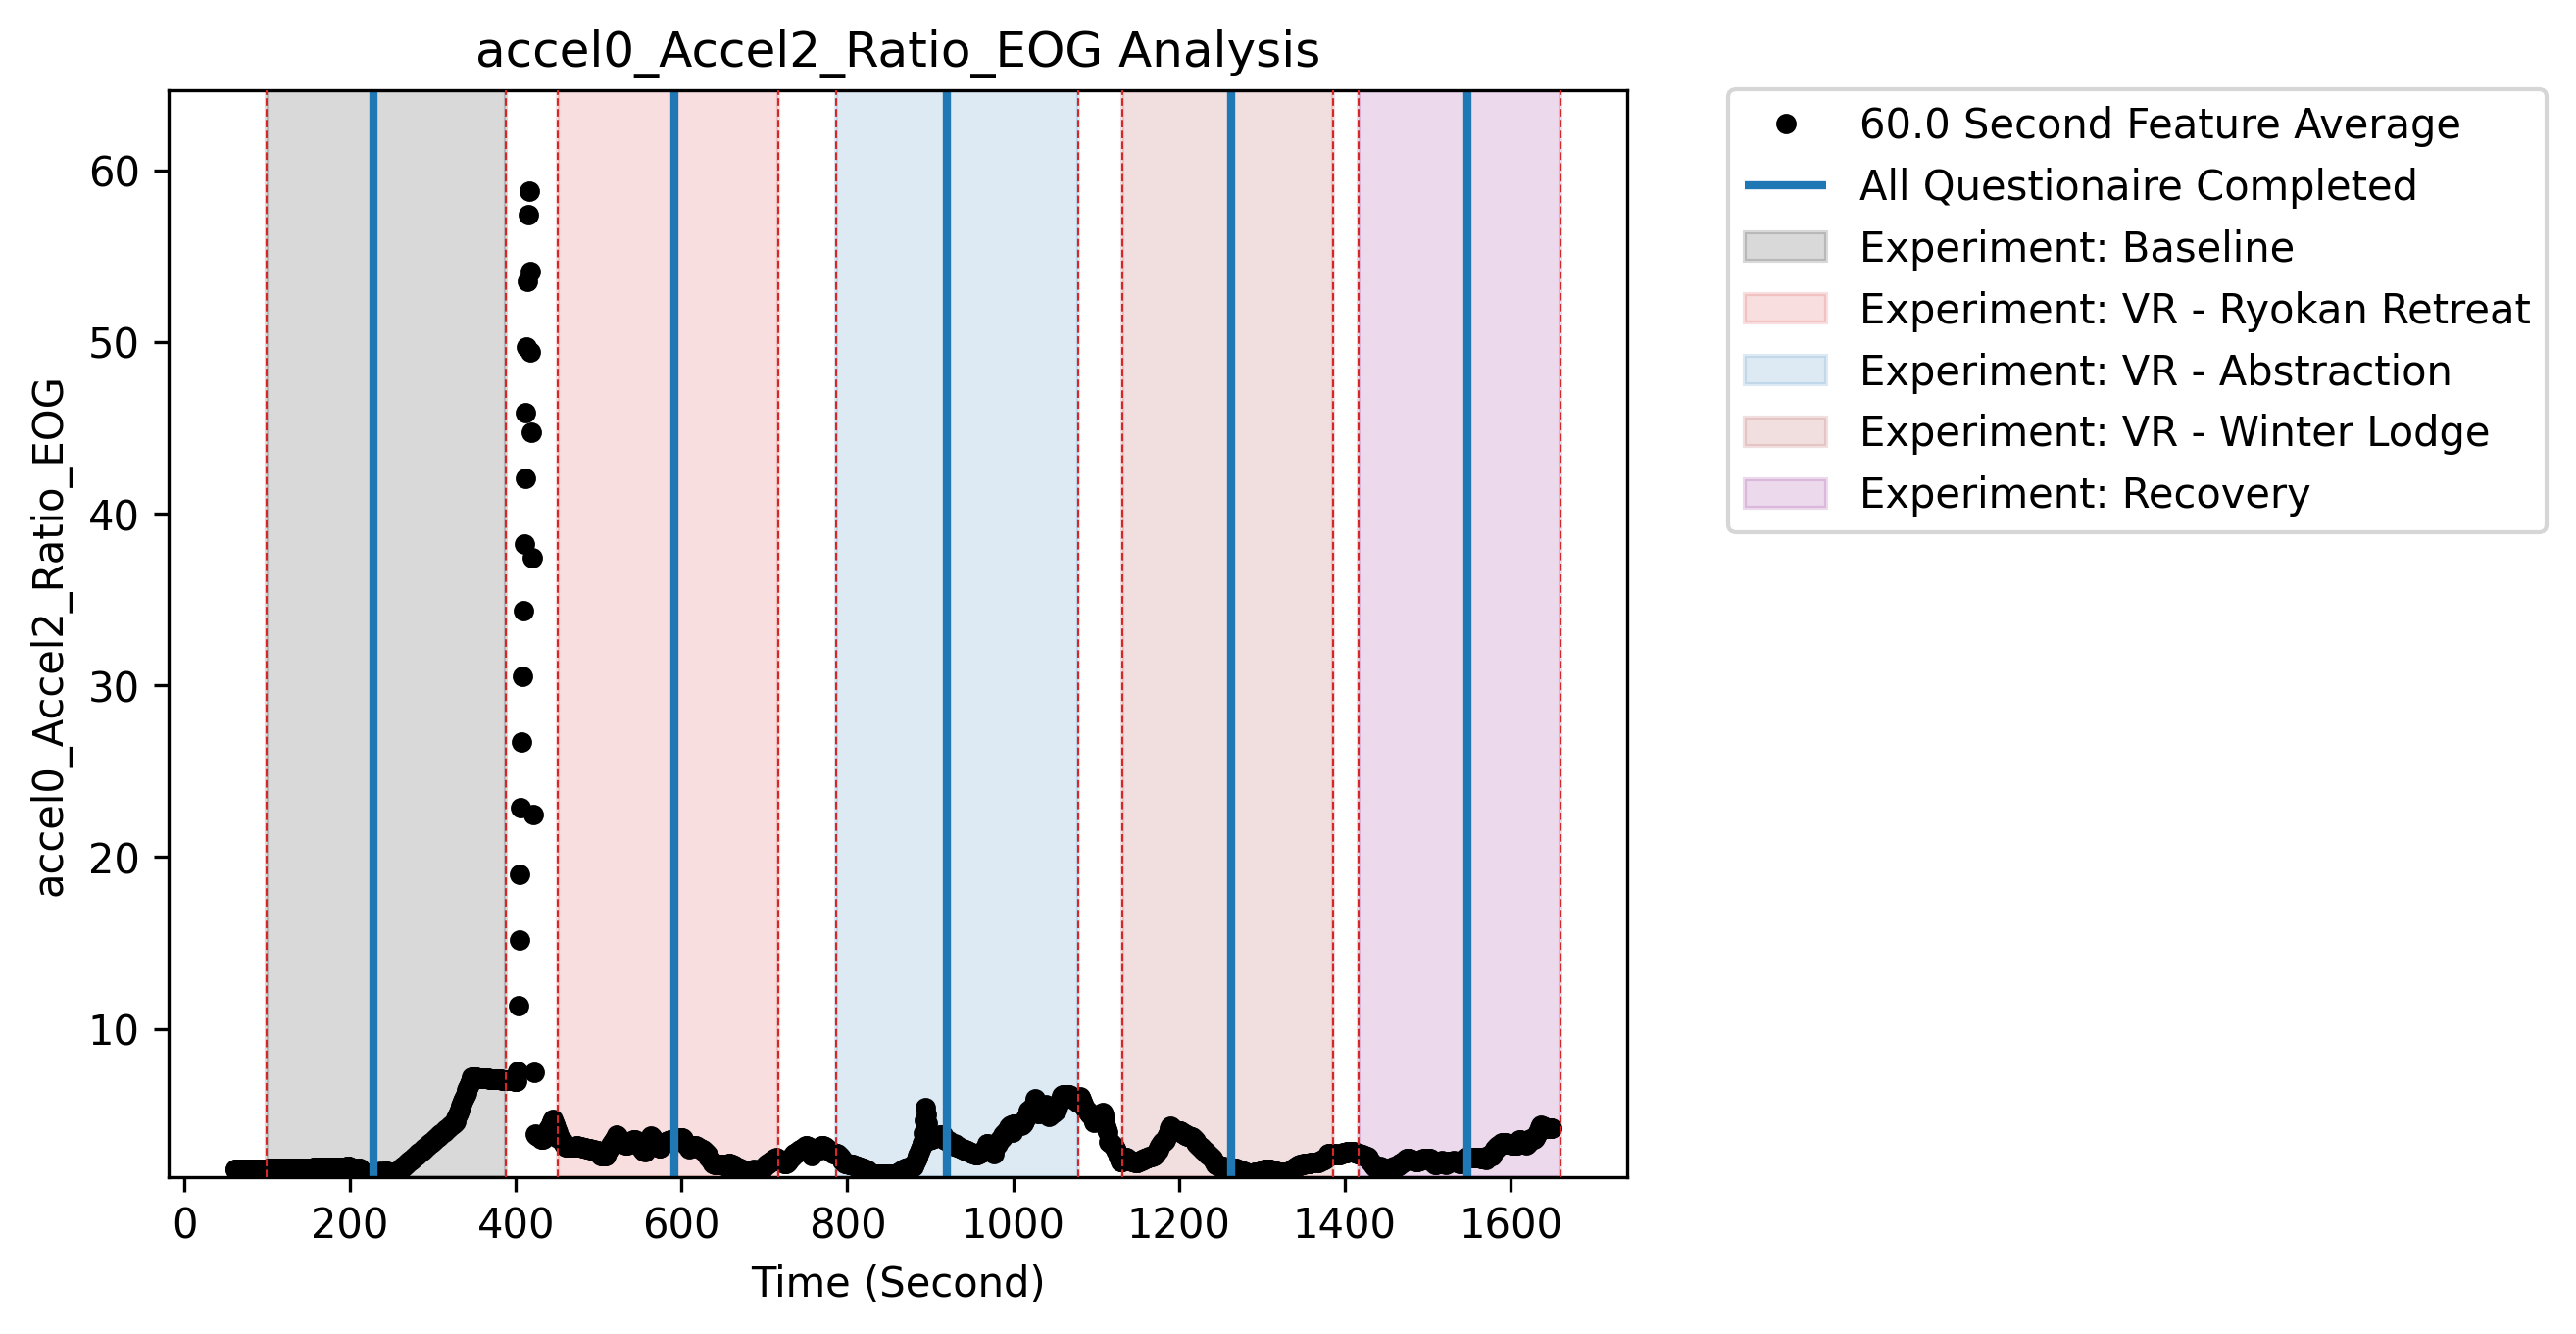 accel0_Accel2_Ratio_EOG Analysis
accel0_Accel2_Ratio_EOG
60
50
40
30
20
10
0 200 400 600 800 1000 1200 1400 1600
Time (Second)
60.0 Second Feature Average
All Questionaire Completed
Experiment: Baseline
Experiment: VR - Ryokan Retreat
Experiment: VR - Abstraction
Experiment: VR - Winter Lodge
Experiment: Recovery